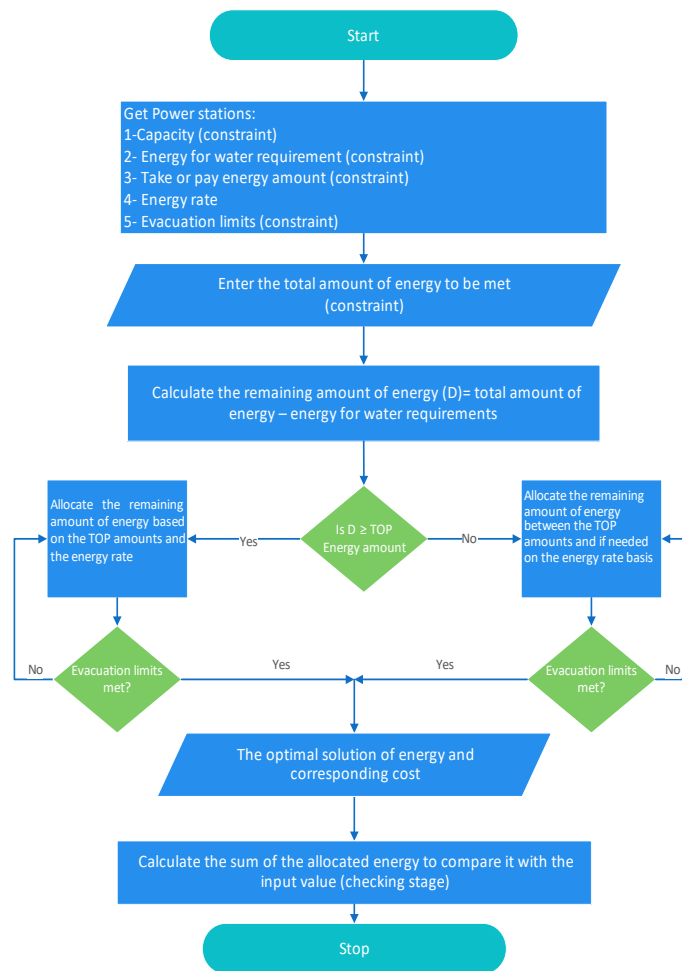 Start
Get Power stations:
1-Capacity (constraint)
2- Energy for water requirement (constraint)
3- Take or pay energy amount (constraint)
4- Energy rate
5- Evacuation limits (constraint)
Enter the total amount of energy to be met
(constraint)
Calculate the remaining amount of energy (D)= total amount of
energy – energy for water requirements
Allocate the remaining
amount of energy based
on the TOP amounts and
the energy rate
Yes
Is D ≥ TOP
Energy amount
No
Allocate the remaining
amount of energy
between the TOP
amounts and if needed
on the energy rate basis
No
Evacuation limits
met?
Yes
Yes
Evacuation limits
met?
No
The optimal solution of energy and
corresponding cost
Calculate the sum of the allocated energy to compare it with the
input value (checking stage)
Stop